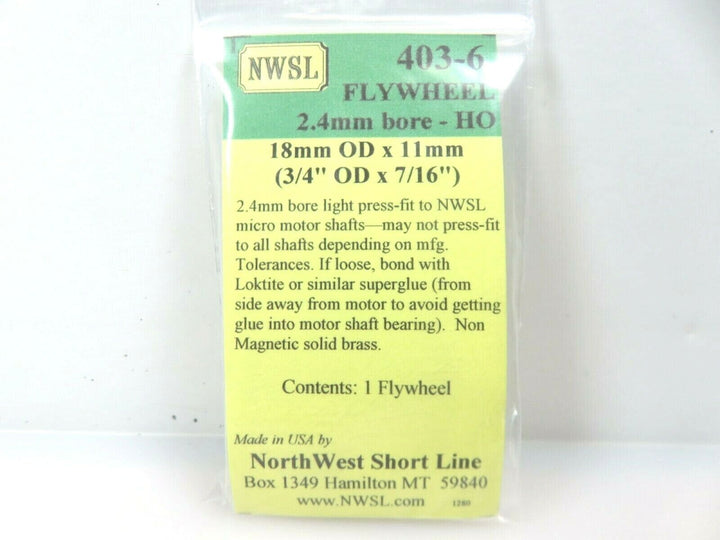 NWSL
403-6
FLYWHEEL
2.4mm bore - HO
18mm OD x 11mm
(3/4" OD x 7/16")
2.4mm bore light press-fit to NWSL
micro motor shafts—may not press-fit
to all shafts depending on mfg.
Tolerances. If loose, bond with
Loktite or similar superglue (from
side away from motor to avoid getting
glue into motor shaft bearing). Non
Magnetic solid brass.
Contents: 1 Flywheel
Made in USA by
NorthWest Short Line
Box 1349 Hamilton MT 59840
www.NWSL.com 1280